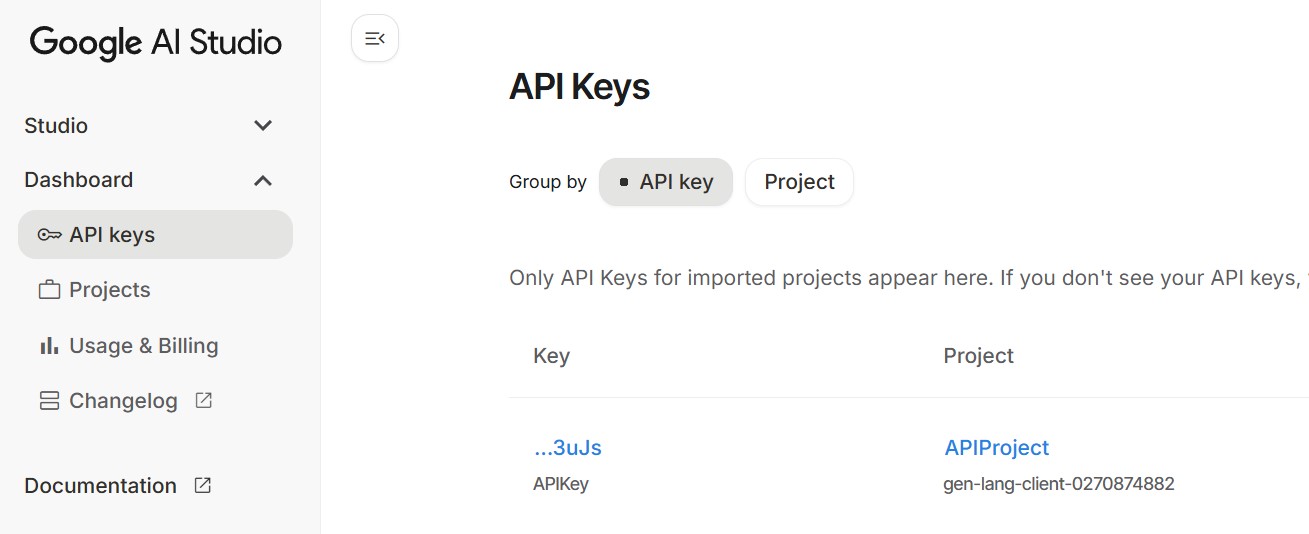 Google AI Studio
Studio
Dashboard
API keys
Projects
Usage & Billing
Changelog
Documentation
API Keys
Group by API key Project
Only API Keys for imported projects appear here. If you don't see your API keys,
Key Project
...3uJs APIProject
APIKey gen-lang-client-0270874882